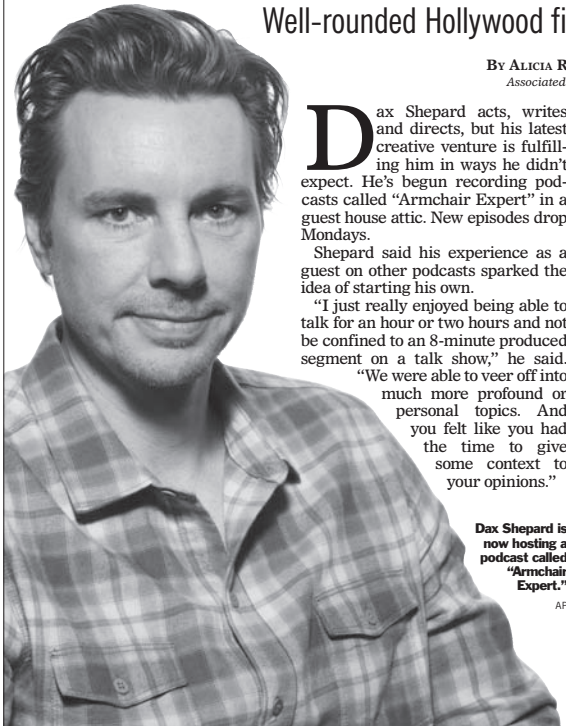 Well-rounded Hollywood fi
BY ALICIA R
Associated
Dax Shepard acts, writes
and directs, but his latest
creative venture is fulfill-
ing him in ways he didn’t
expect. He’s begun recording pod-
casts called “Armchair Expert” in a
guest house attic. New episodes drop
Mondays.
Shepard said his experience as a
guest on other podcasts sparked the
idea of starting his own.
“I just really enjoyed being able to
talk for an hour or two hours and not
be confined to an 8-minute produced
segment on a talk show,” he said.
“We were able to veer off into
much more profound or
personal topics. And
you felt like you had
the time to give
some context to
your opinions.”
Dax Shepard is
now hosting a
podcast called
“Armchair
Expert.”
AP